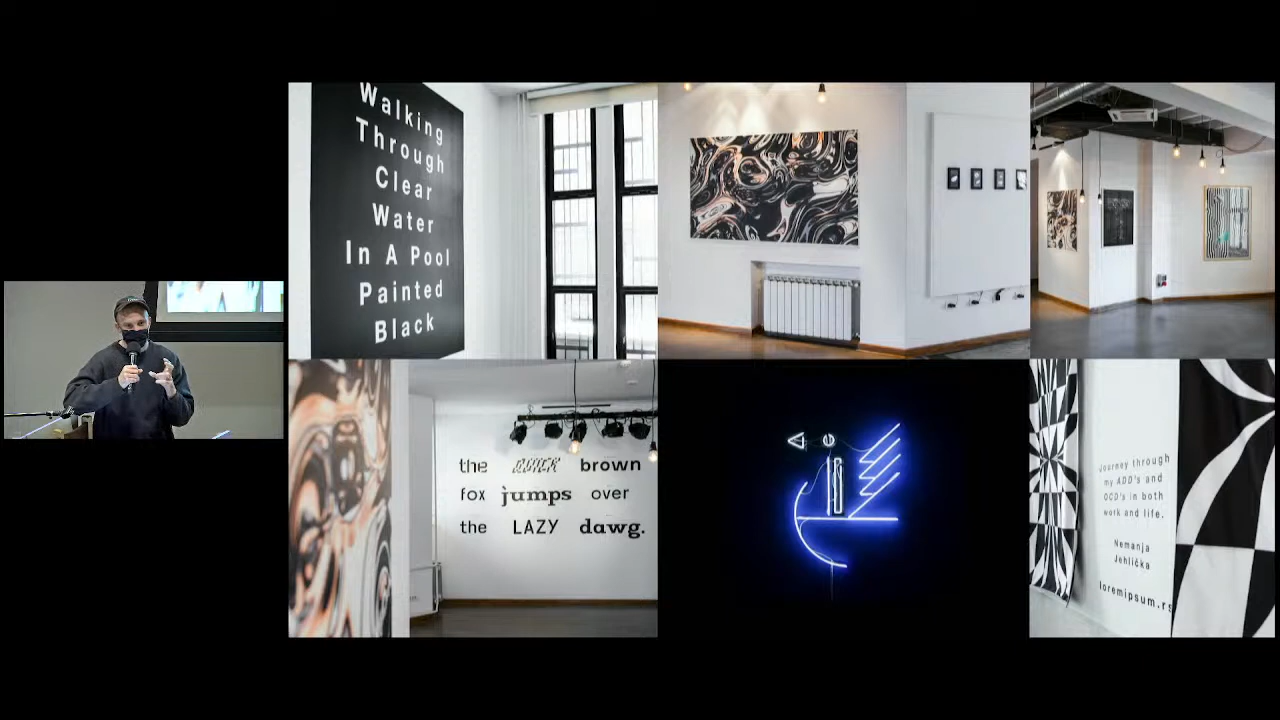 Walking
Through
Clear
Water
In A Pool
Painted
Black
the QUICK brown
fox jumps over
the LAZY dawg.
Journey through
my ADD's and
OCD's in both
work and life.
Nemanja
Jehlička
loremipsum.rs